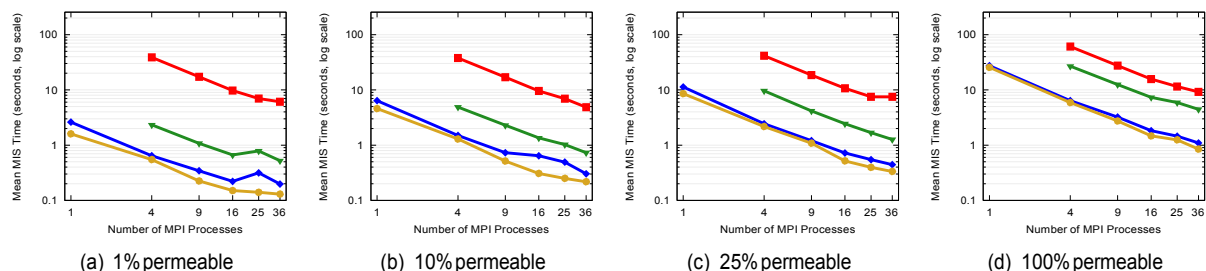 Mean MIS Time (seconds, log scale)
100
10
1
0.1
1 4 9 16 25 36
Number of MPI Processes
(a) 1% permeable
Mean MIS Time (seconds, log scale)
100
10
1
0.1
1 4 9 16 25 36
Number of MPI Processes
(b) 10% permeable
Mean MIS Time (seconds, log scale)
100
10
1
0.1
1 4 9 16 25 36
Number of MPI Processes
(c) 25% permeable
Mean MIS Time (seconds, log scale)
100
10
1
0.1
1 4 9 16 25 36
Number of MPI Processes
(d) 100% permeable